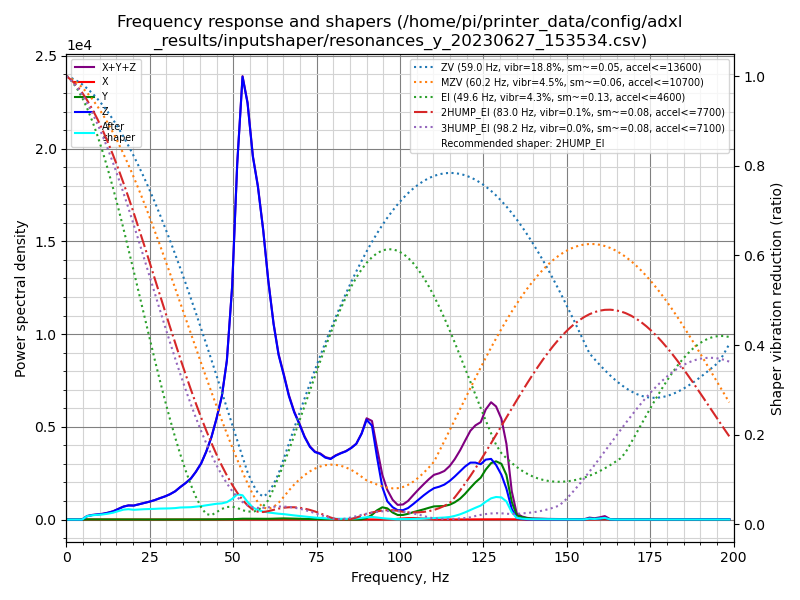 Frequency response and shapers (/home/pi/printer_data/config/adxl
_results/inputshaper/resonances_y_20230627_153534.csv)
1e4
X+Y+Z
X
Y
Z
After
shaper
ZV (59.0 Hz, vibr=18.8%, sm~=0.05, accel<=13600)
MZV (60.2 Hz, vibr=4.5%, sm~=0.06, accel<=10700)
EI (49.6 Hz, vibr=4.3%, sm~=0.13, accel<=4600)
2HUMP_EI (83.0 Hz, vibr=0.1%, sm~=0.08, accel<=7700)
3HUMP_EI (98.2 Hz, vibr=0.0%, sm~=0.08, accel<=7100)
Recommended shaper: 2HUMP_EI
Power spectral density
2.5
2.0
1.5
1.0
0.5
0.0
0 25 50 75 100 125 150 175 200
Frequency, Hz
1.0
0.8
0.6
0.4
0.2
0.0
Shaper vibration reduction (ratio)